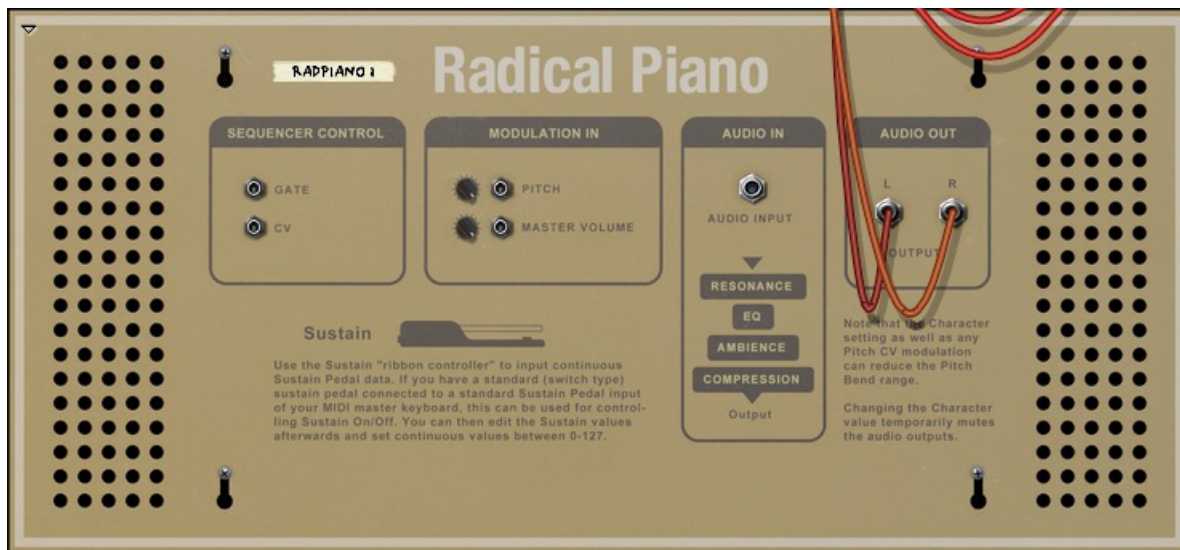 RADPIANO 1
Radical Piano
SEQUENCER CONTROL
GATE
CV
MODULATION IN
PITCH
MASTER VOLUME
AUDIO IN
AUDIO INPUT
RESONANCE
EQ
AMBIENCE
COMPRESSION
Output
AUDIO OUT
L R
OUTPUT
Note that the Character
setting as well as any
Pitch CV modulation
can reduce the Pitch
Bend range.
Changing the Character
value temporarily mutes
the audio outputs.
Sustain
Use the Sustain "ribbon controller" to input continuous
Sustain Pedal data. If you have a standard (switch type)
sustain pedal connected to a standard Sustain Pedal input
of your MIDI master keyboard, this can be used for control-
ling Sustain On/Off. You can then edit the Sustain values
afterwards and set continuous values between 0-127.